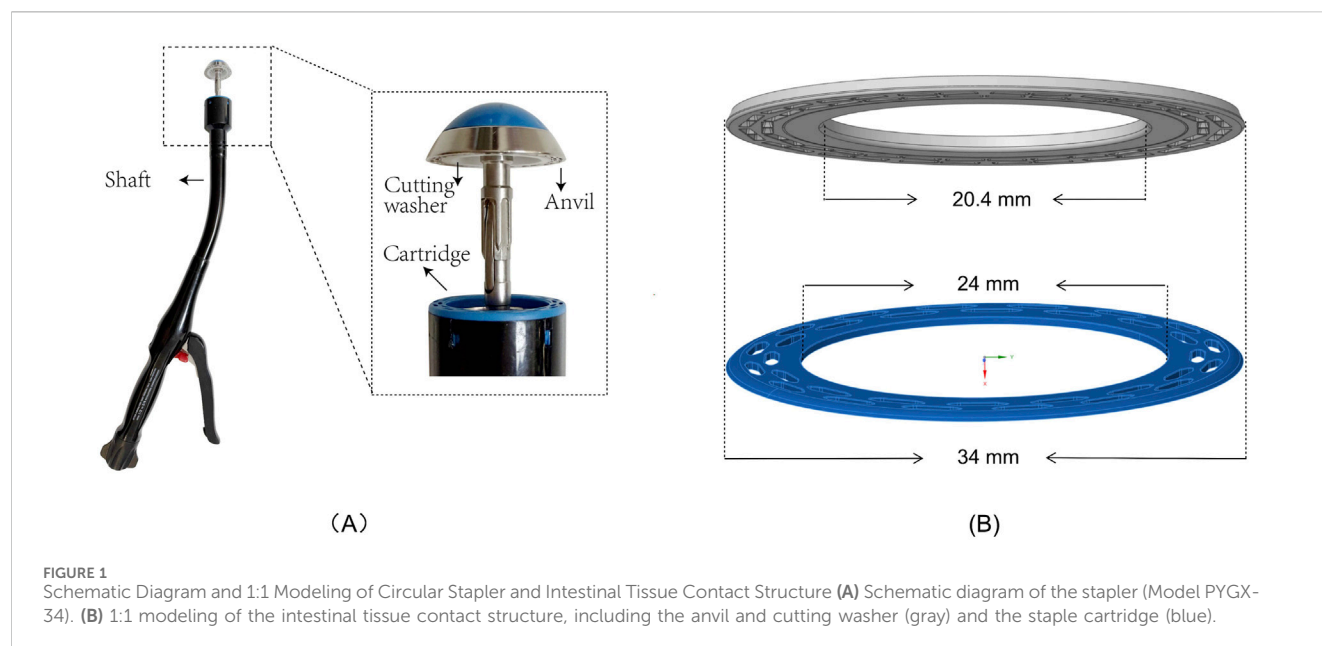 Shaft
Cutting
washer
Anvil
Cartridge
20.4 mm
24 mm
Y
X
34 mm
(A)
(B)
FIGURE 1
Schematic Diagram and 1:1 Modeling of Circular Stapler and Intestinal Tissue Contact Structure (A) Schematic diagram of the stapler (Model PYGX-
34). (B) 1:1 modeling of the intestinal tissue contact structure, including the anvil and cutting washer (gray) and the staple cartridge (blue).